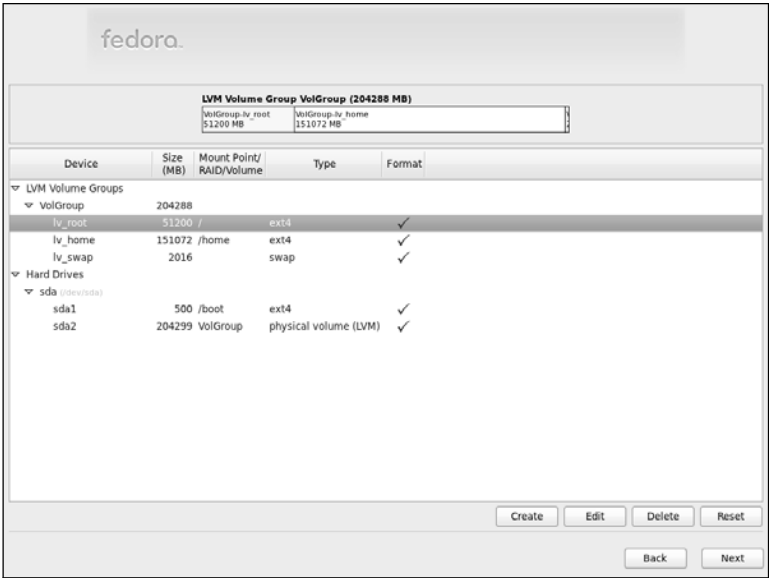 fedora.
LVM Volume Group VolGroup (204288 MB)
VolGroup-lv_root VolGroup-lv_home
51200 MB 151072 MB
Device Size (MB) Mount Point/ RAID/Volume Type Format
LVM Volume Groups
VolGroup 204288
lv_root 51200 / ext4
lv_home 151072 /home ext4
lv_swap 2016 swap
Hard Drives
sda (/dev/sda)
sda1 500 /boot ext4
sda2 204299 VolGroup physical volume (LVM)
Create Edit Delete Reset
Back Next